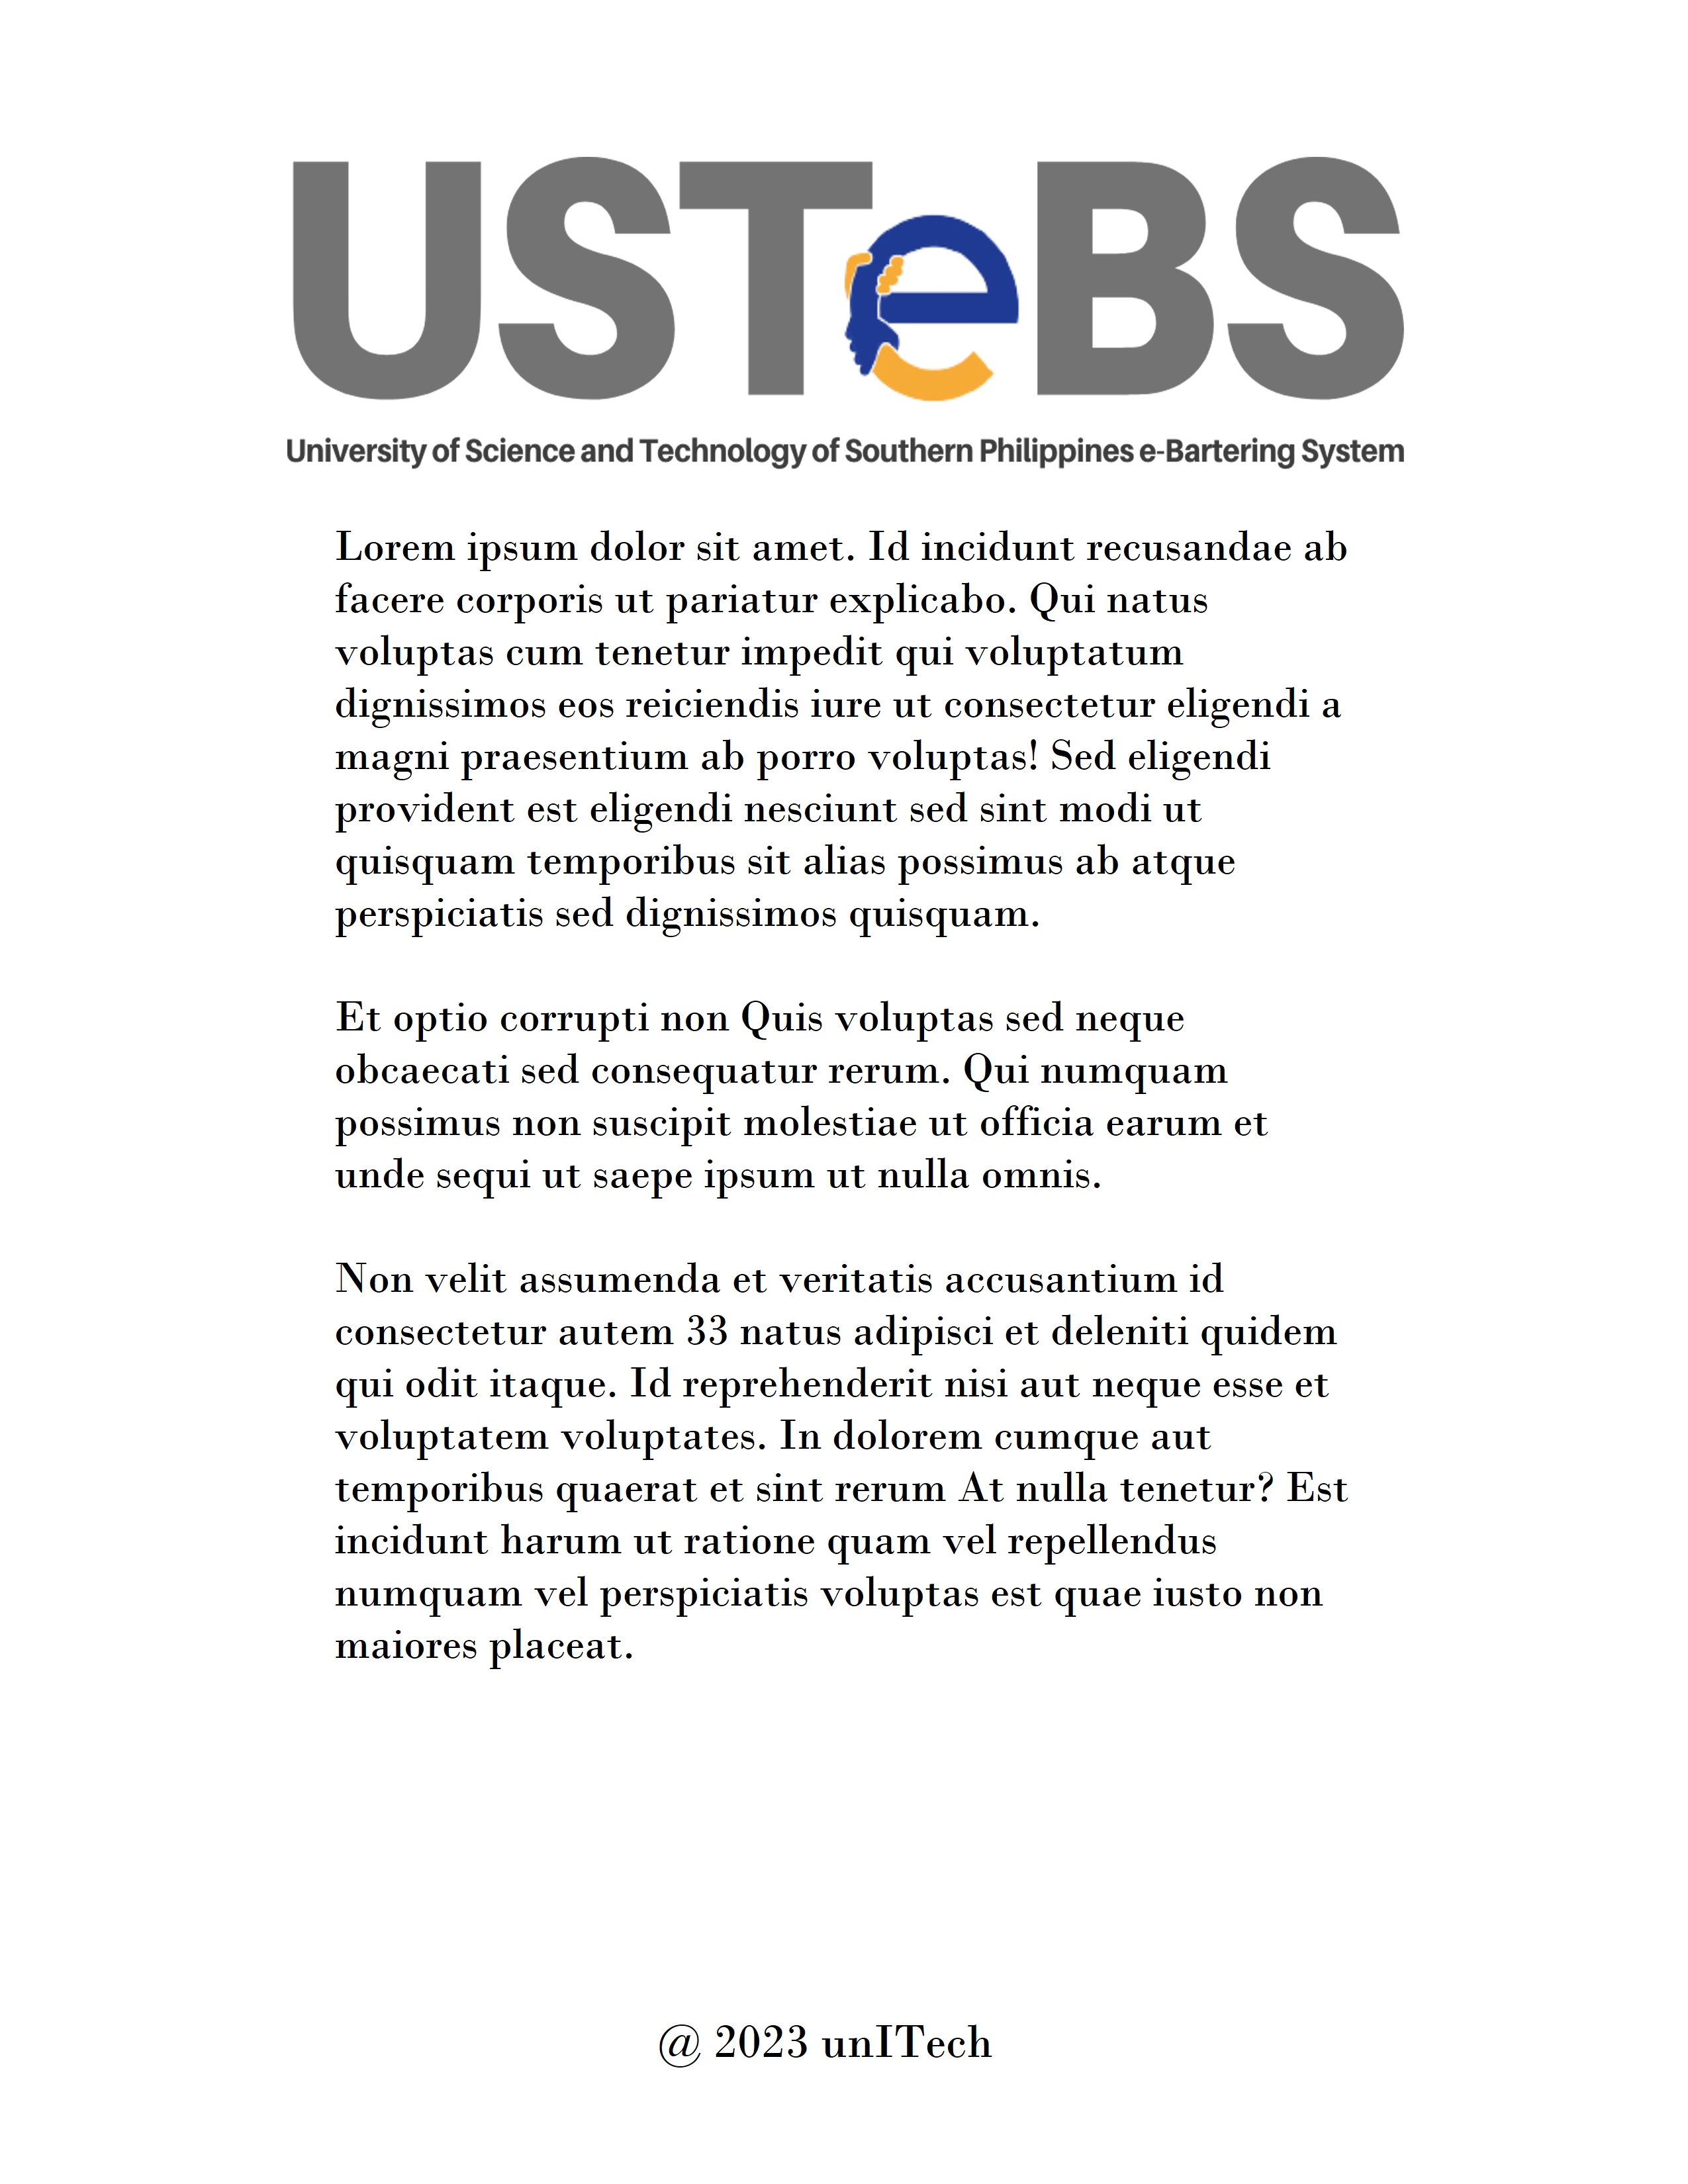 USTeBS
University of Science and Technology of Southern Philippines e-Bartering System
Lorem ipsum dolor sit amet. Id incidunt recusandae ab
facere corporis ut pariatur explicabo. Qui natus
voluptas cum tenetur impedit qui voluptatum
dignissimos eos reiciendis iure ut consectetur eligendi a
magni praesentium ab porro voluptas! Sed eligendi
provident est eligendi nesciunt sed sint modi ut
quisquam temporibus sit alias possimus ab atque
perspiciatis sed dignissimos quisquam.
Et optio corrupti non Quis voluptas sed neque
obcaecati sed consequatur rerum. Qui numquam
possimus non suscipit molestiae ut officia earum et
unde sequi ut saepe ipsum ut nulla omnis.
Non velit assumenda et veritatis accusantium id
consectetur autem 33 natus adipisci et deleniti quidem
qui odit itaque. Id reprehenderit nisi aut neque esse et
voluptatem voluptates. In dolorem cumque aut
temporibus quaerat et sint rerum At nulla tenetur? Est
incidunt harum ut ratione quam vel repellendus
numquam vel perspiciatis voluptas est quae iusto non
maiores placeat.
@ 2023 unITech